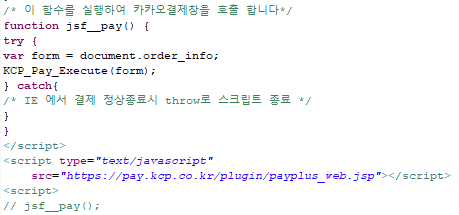 /* 이 함수를 실행하여 카카오결제창을 호출 합니다*/
function jsf__pay() {
try {
var form = document.order_info;
KCP_Pay_Execute(form);
} catch{
/* IE 에서 결제 정상종료시 throw로 스크립트 종료 */
}
}
</script>
<script type="text/javascript"
src="https://pay.kcp.co.kr/plugin/payplus_web.jsp"></script>
<script>
// jsf__pay();